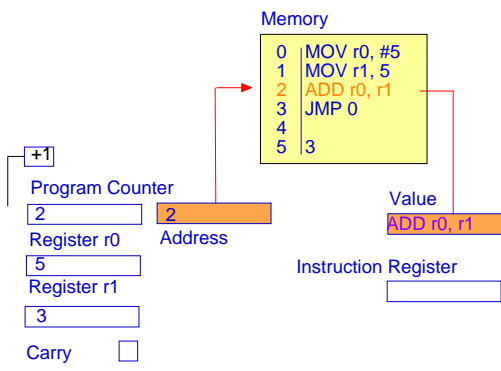 Memory
0 MOV r0, #5
1 MOV r1, 5
2 ADD r0, r1
3 JMP 0
4
5 3
+1
Program Counter
2
2
Address
Register r0
5
Register r1
3
Carry
Value
ADD r0, r1
Instruction Register